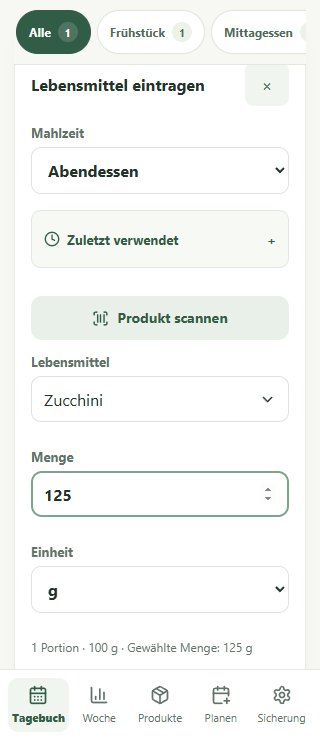 Alle 1 Frühstück 1 Mittagessen
Lebensmittel eintragen ×
Mahlzeit
Abendessen
Zuletzt verwendet +
Produkt scannen
Lebensmittel
Zucchini
Menge
125
Einheit
g
1 Portion · 100 g · Gewählte Menge: 125 g
Tagebuch Woche Produkte Planen Sicherung